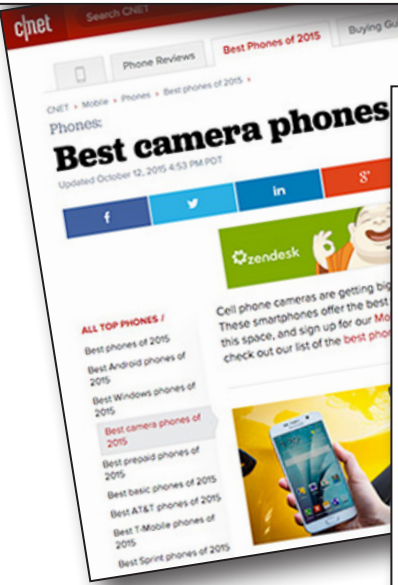 c|net
Search CNET
Phone Reviews
Best Phones of 2015
Buying Gu
CNET › Mobile › Phones › Best phones of 2015 ›
Phones:
Best camera phones
Updated October 12, 2015 4:53 PM PDT
f
in
g+
zendesk
Cell phone cameras are getting big
These smartphones offer the best
this space, and sign up for our Mo
check out our list of the best phon
ALL TOP PHONES /
Best phones of 2015
Best Android phones of
2015
Best Windows phones of
2015
Best camera phones of
2015
Best prepaid phones of
2015
Best basic phones of 2015
Best AT&T phones of 2015
Best T-Mobile phones of
2015
Best Sprint phones of 2015